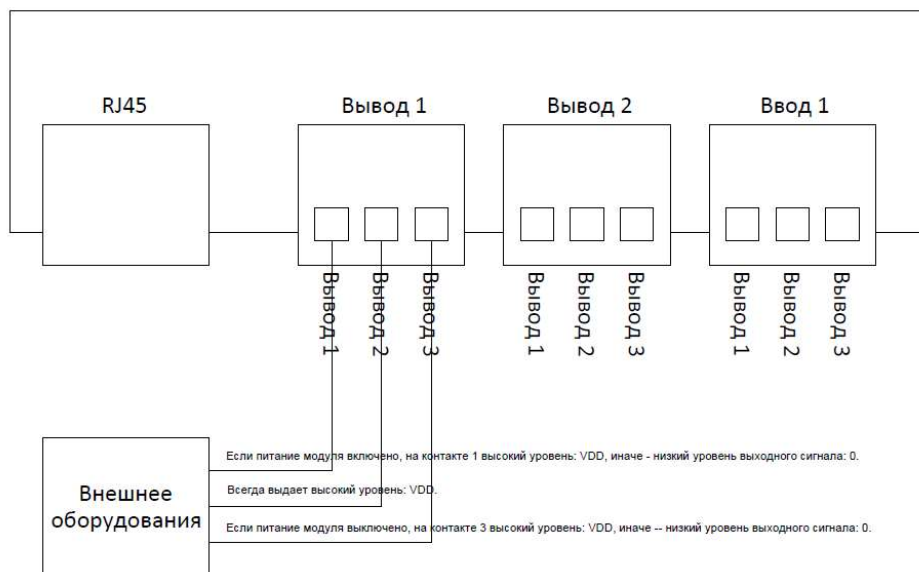 RJ45
Вывод 1
Вывод 2
Ввод 1
Вывод 1
Вывод 2
Вывод 3
Вывод 1
Вывод 2
Вывод 3
Вывод 1
Вывод 2
Вывод 3
Внешнее
оборудования
Если питание модуля включено, на контакте 1 высокий уровень: VDD, иначе - низкий уровень выходного сигнала: 0.
Всегда выдает высокий уровень: VDD.
Если питание модуля выключено, на контакте 3 высокий уровень: VDD, иначе -- низкий уровень выходного сигнала: 0.